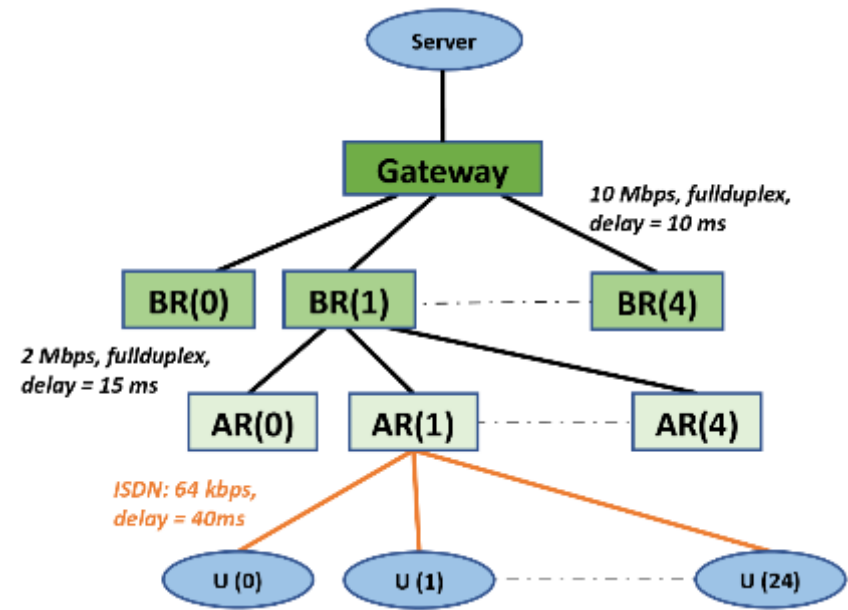 Server
Gateway
10 Mbps, fullduplex,
delay = 10 ms
BR(0)
BR(1)
BR(4)
2 Mbps, fullduplex,
delay = 15 ms
AR(0)
AR(1)
AR(4)
ISDN: 64 kbps,
delay = 40ms
U (0)
U (1)
U (24)